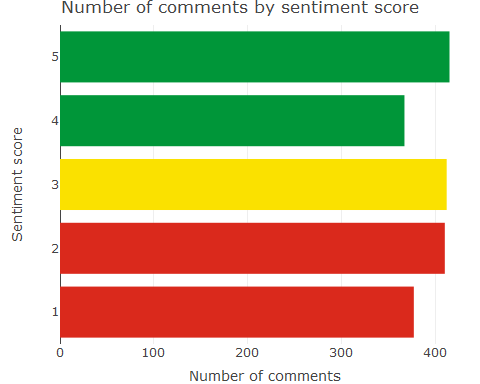 Number of comments by sentiment score
Sentiment score
5
4
3
2
1
0 100 200 300 400
Number of comments